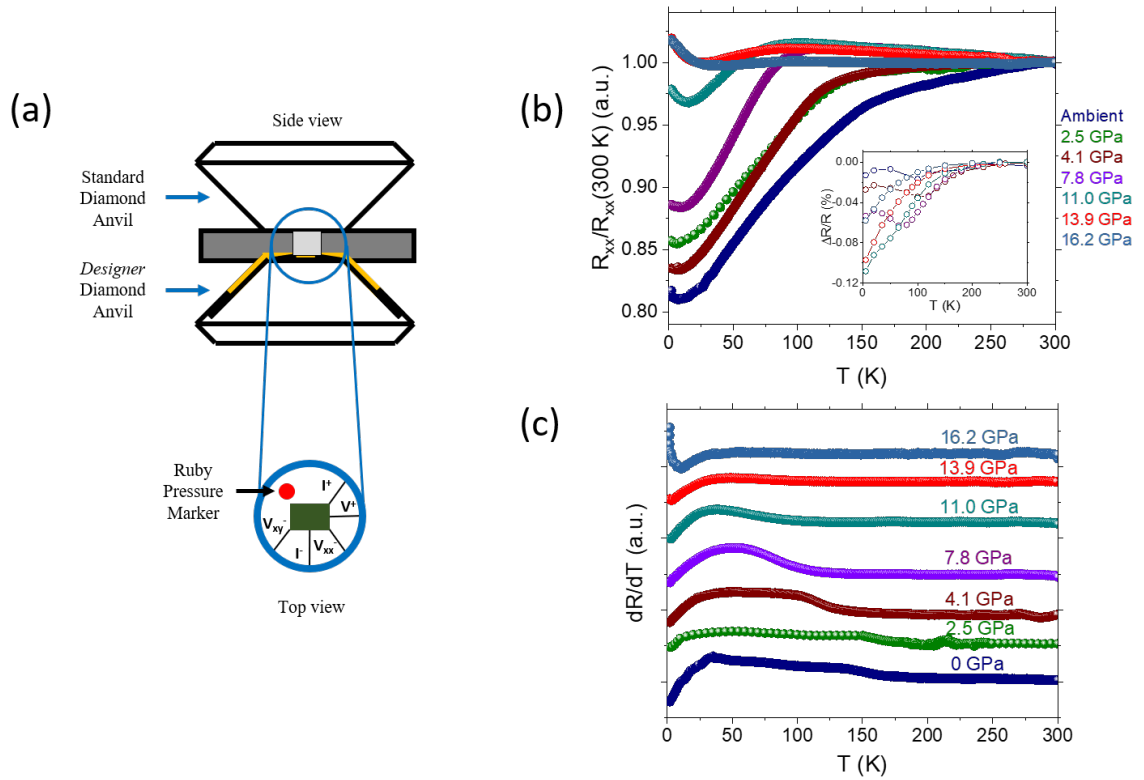 (a)
Side view
Standard
Diamond
Anvil
Designer
Diamond
Anvil
Ruby
Pressure
Marker
I⁺
V⁺
Vxy⁻
I⁻
Vxx⁻
Top view
(b)
Rxx/Rxx(300 K) (a.u.)
1.00
0.95
0.90
0.85
0.80
0 50 100 150 200 250 300
T (K)
Ambient
2.5 GPa
4.1 GPa
7.8 GPa
11.0 GPa
13.9 GPa
16.2 GPa
ΔR/R (%)
0.00
-0.04
-0.08
-0.12
0 100 200 300
T (K)
(c)
dR/dT (a.u.)
16.2 GPa
13.9 GPa
11.0 GPa
7.8 GPa
4.1 GPa
2.5 GPa
0 GPa
0 50 100 150 200 250 300
T (K)